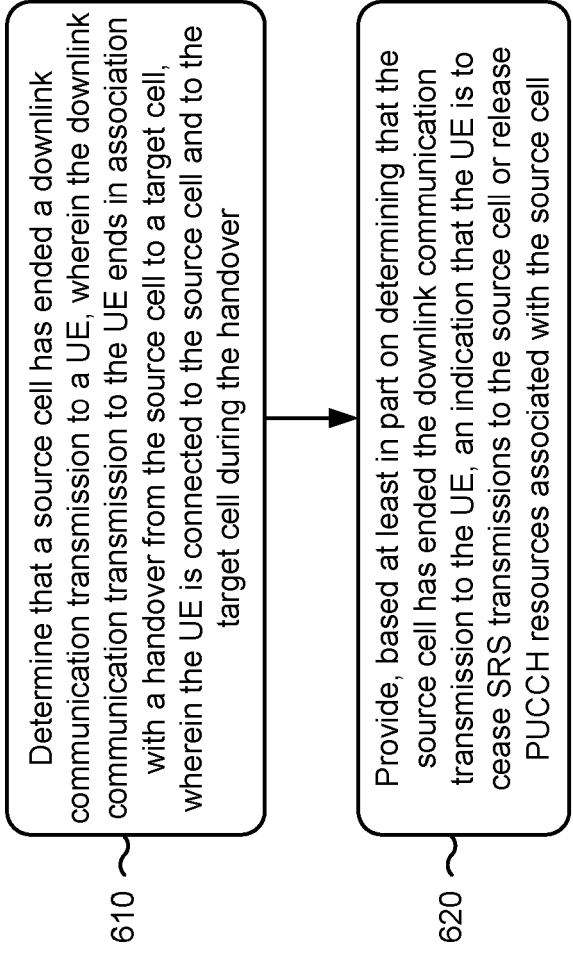 Determine that a source cell has ended a downlink
communication transmission to a UE, wherein the downlink
communication transmission to the UE ends in association
with a handover from the source cell to a target cell,
wherein the UE is connected to the source cell and to the
target cell during the handover
610
Provide, based at least in part on determining that the
source cell has ended the downlink communication
transmission to the UE, an indication that the UE is to
cease SRS transmissions to the source cell or release
PUCCH resources associated with the source cell
620